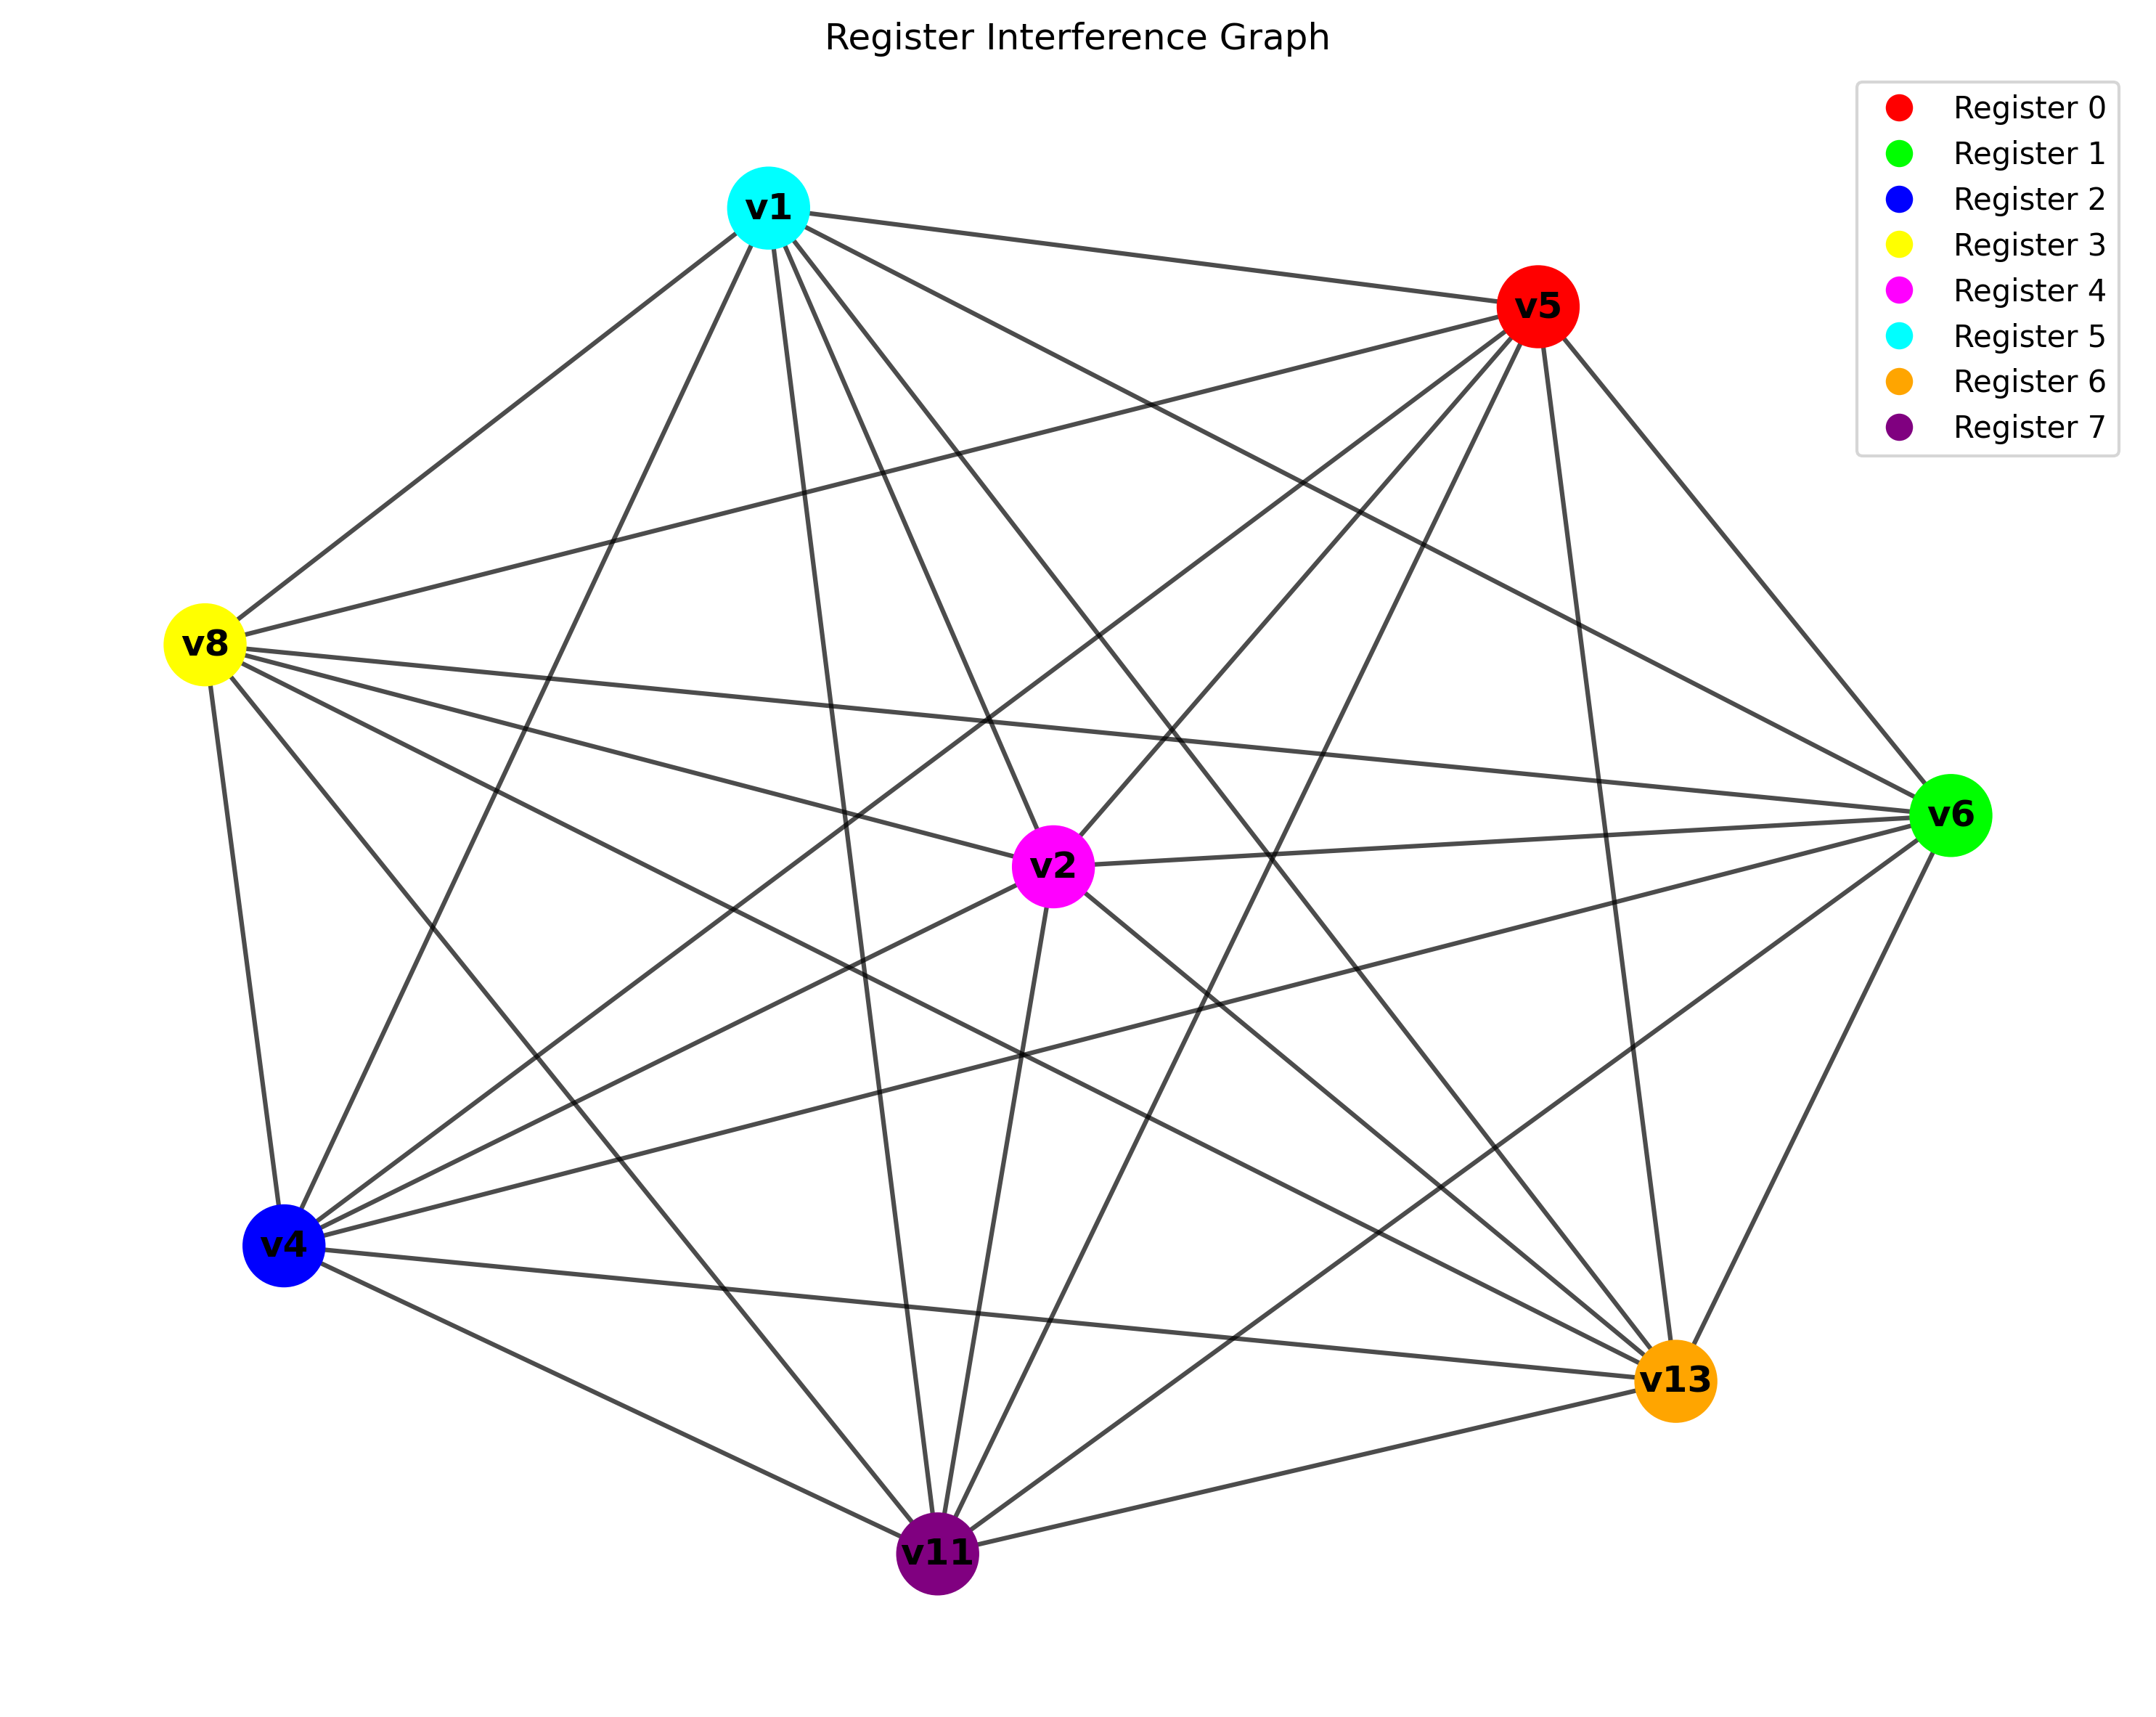 Register Interference Graph
Register 0
Register 1
Register 2
Register 3
Register 4
Register 5
Register 6
Register 7
v1
v5
v8
v6
v2
v4
v13
v11